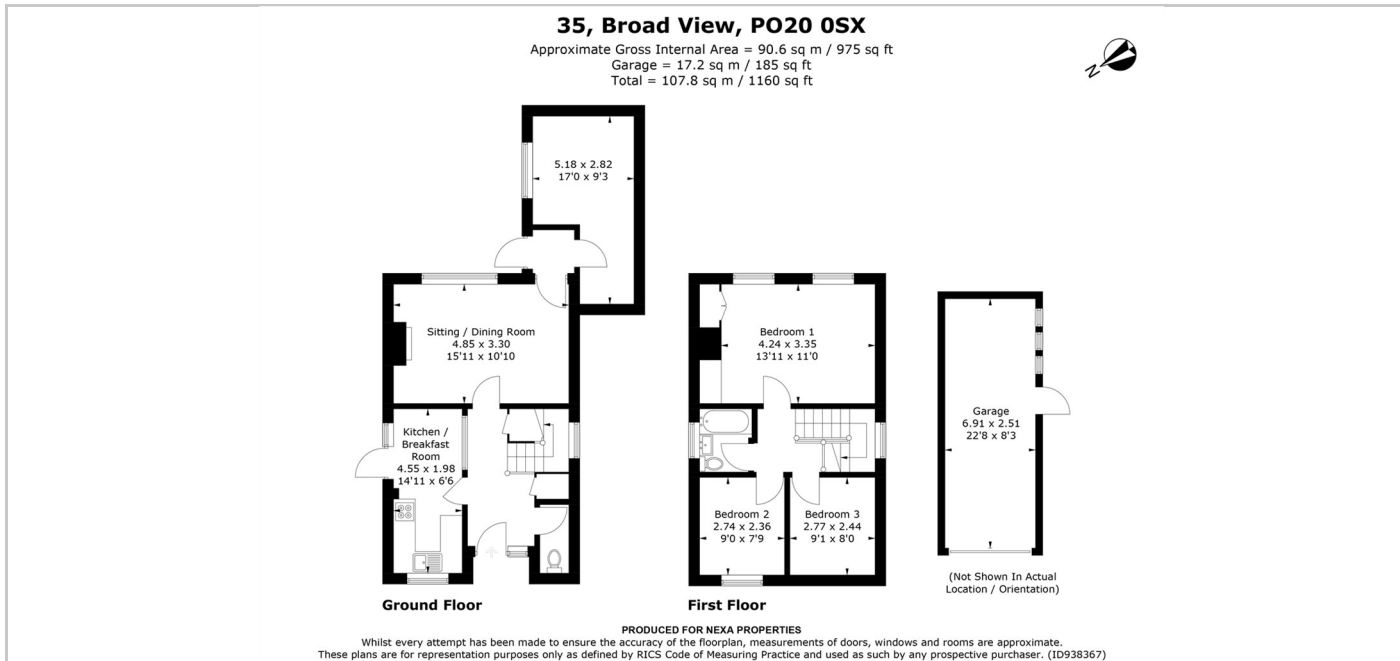 35, Broad View, PO20 0SX
Approximate Gross Internal Area = 90.6 sq m / 975 sq ft
Garage = 17.2 sq m / 185 sq ft
Total = 107.8 sq m / 1160 sq ft
N
5.18 x 2.82
17'0 x 9'3
Sitting / Dining Room
4.85 x 3.30
15'11 x 10'10
Kitchen /
Breakfast
Room
4.55 x 1.98
14'11 x 6'6
Ground Floor
Bedroom 1
4.24 x 3.35
13'11 x 11'0
Bedroom 2
2.74 x 2.36
9'0 x 7'9
Bedroom 3
2.77 x 2.44
9'1 x 8'0
First Floor
Garage
6.91 x 2.51
22'8 x 8'3
(Not Shown In Actual
Location / Orientation)
PRODUCED FOR NEXA PROPERTIES
Whilst every attempt has been made to ensure the accuracy of the floorplan, measurements of doors, windows and rooms are approximate.
These plans are for representation purposes only as defined by RICS Code of Measuring Practice and used as such by any prospective purchaser. (ID938367)